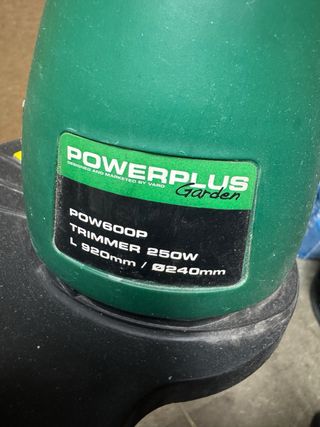 POWERPLUS
DESIGNED AND MARKETED BY VARO
Garden
POW600P
TRIMMER 250W
L 920mm / Ø240mm